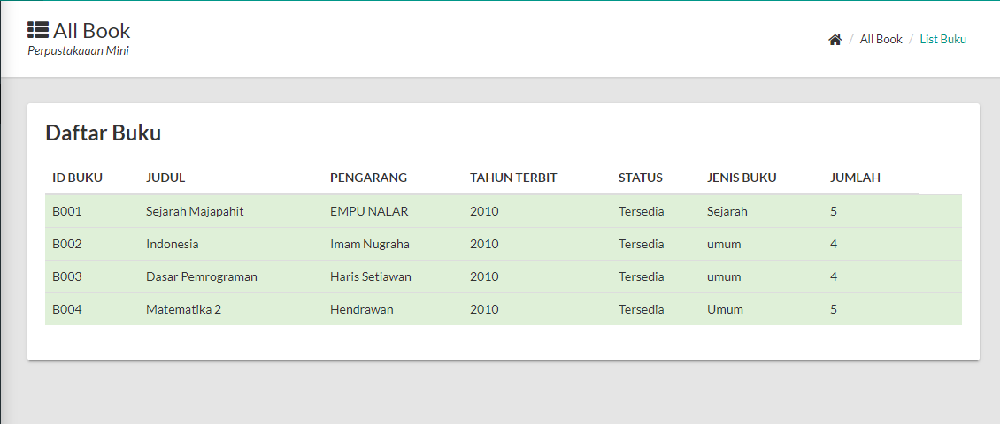 All Book
Perpustakaaan Mini
/ All Book / List Buku
Daftar Buku
ID BUKU JUDUL PENGARANG TAHUN TERBIT STATUS JENIS BUKU JUMLAH
B001 Sejarah Majapahit EMPU NALAR 2010 Tersedia Sejarah 5
B002 Indonesia Imam Nugraha 2010 Tersedia umum 4
B003 Dasar Pemrograman Haris Setiawan 2010 Tersedia umum 4
B004 Matematika 2 Hendrawan 2010 Tersedia Umum 5